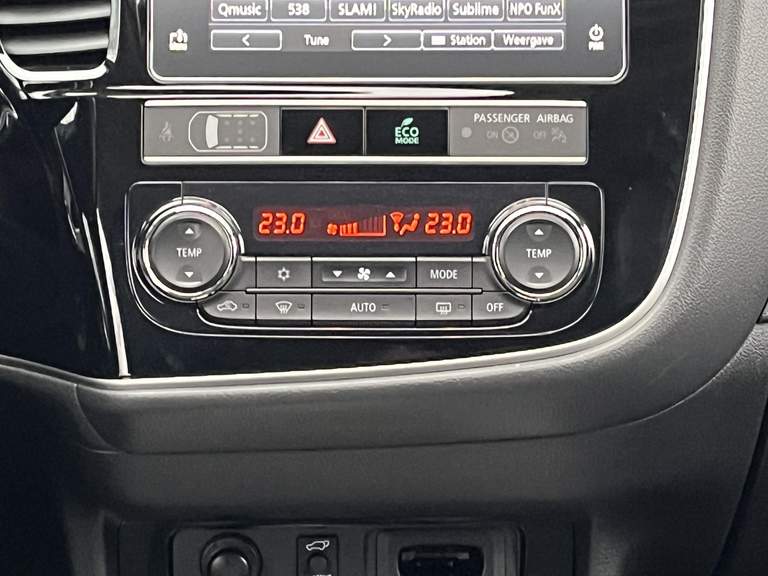 Qmusic 538 SLAM! SkyRadio Sublime NPO FunX
< Tune > Station Weergave
PWR
ECO
MODE
PASSENGER AIRBAG
ON OFF
23.0 23.0
TEMP TEMP
MODE
AUTO OFF